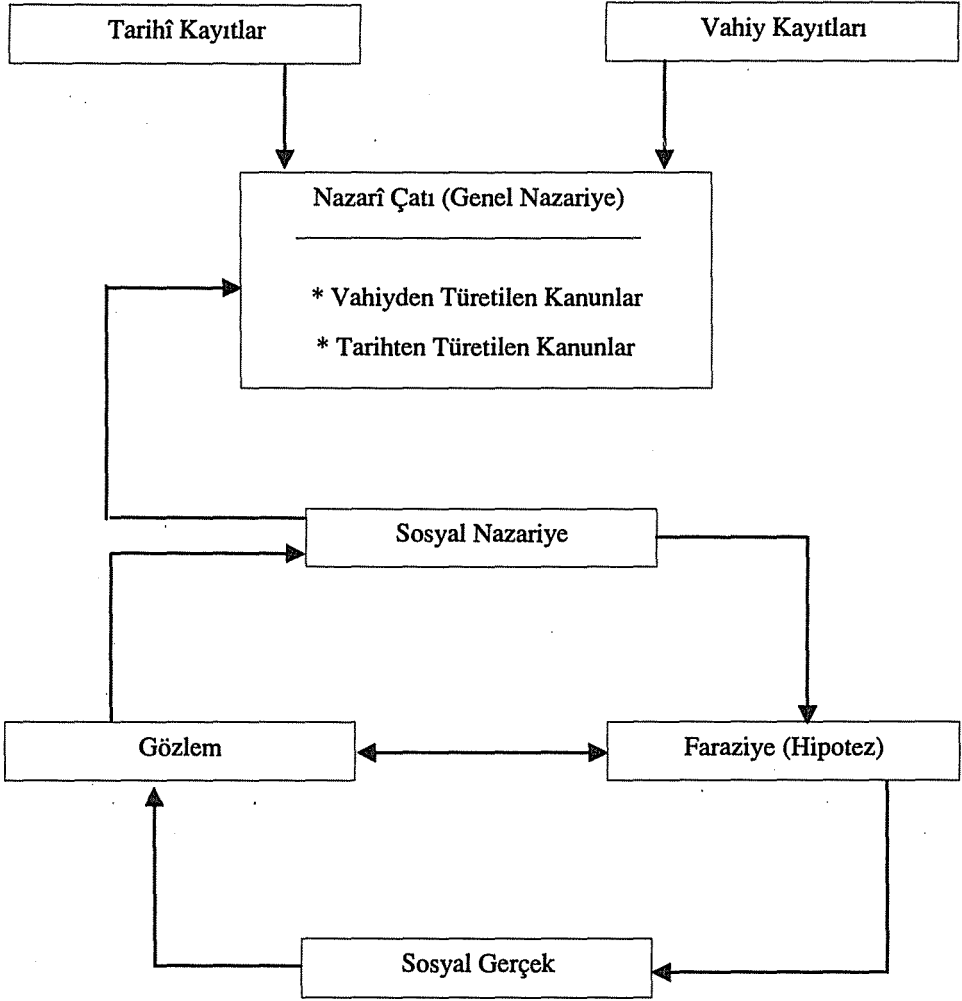 Tarihî Kayıtlar
Vahiy Kayıtları
Nazarî Çatı (Genel Nazariye)
* Vahiyden Türetilen Kanunlar
* Tarihten Türetilen Kanunlar
Sosyal Nazariye
Gözlem
Faraziye (Hipotez)
Sosyal Gerçek